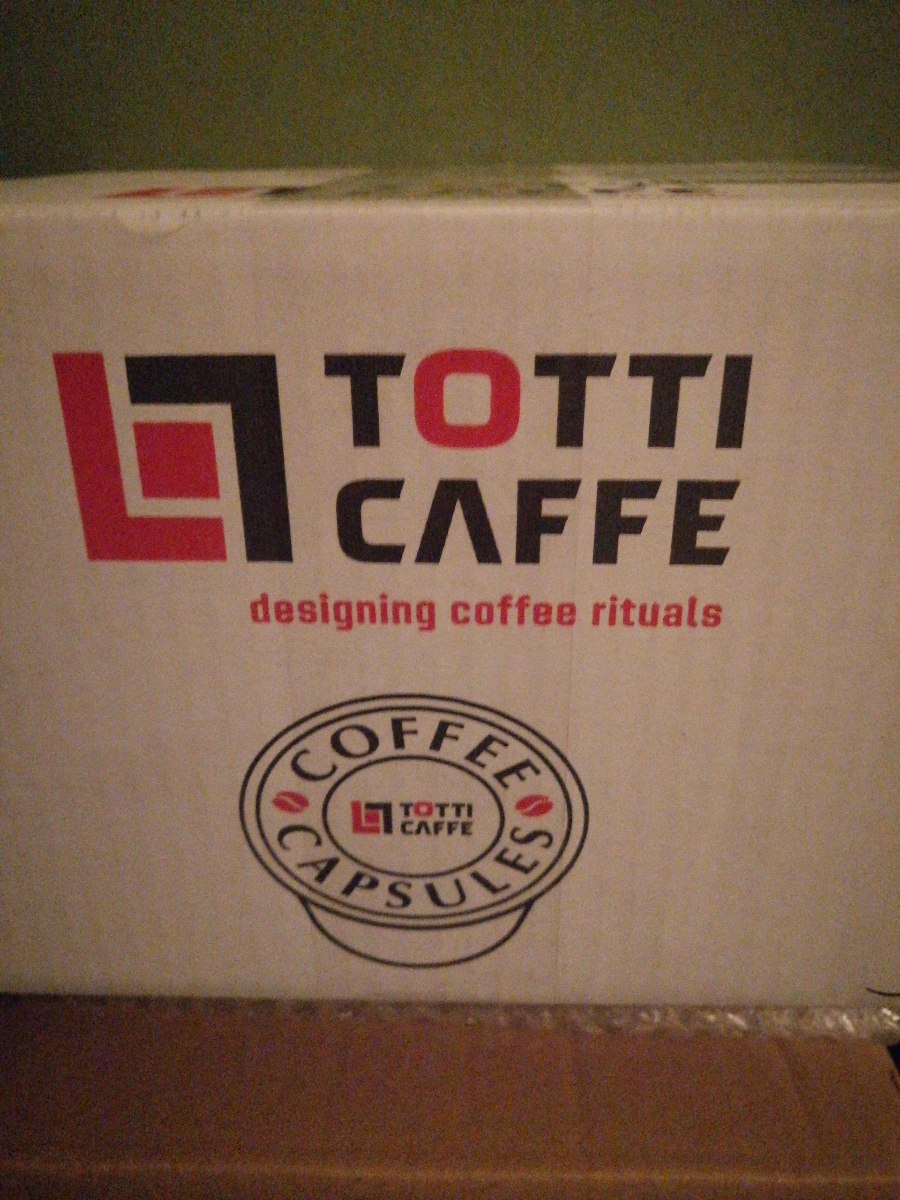 TOTTI
CAFFE
designing coffee rituals
COFFEE
TOTTI
CAFFE
CAPSULES